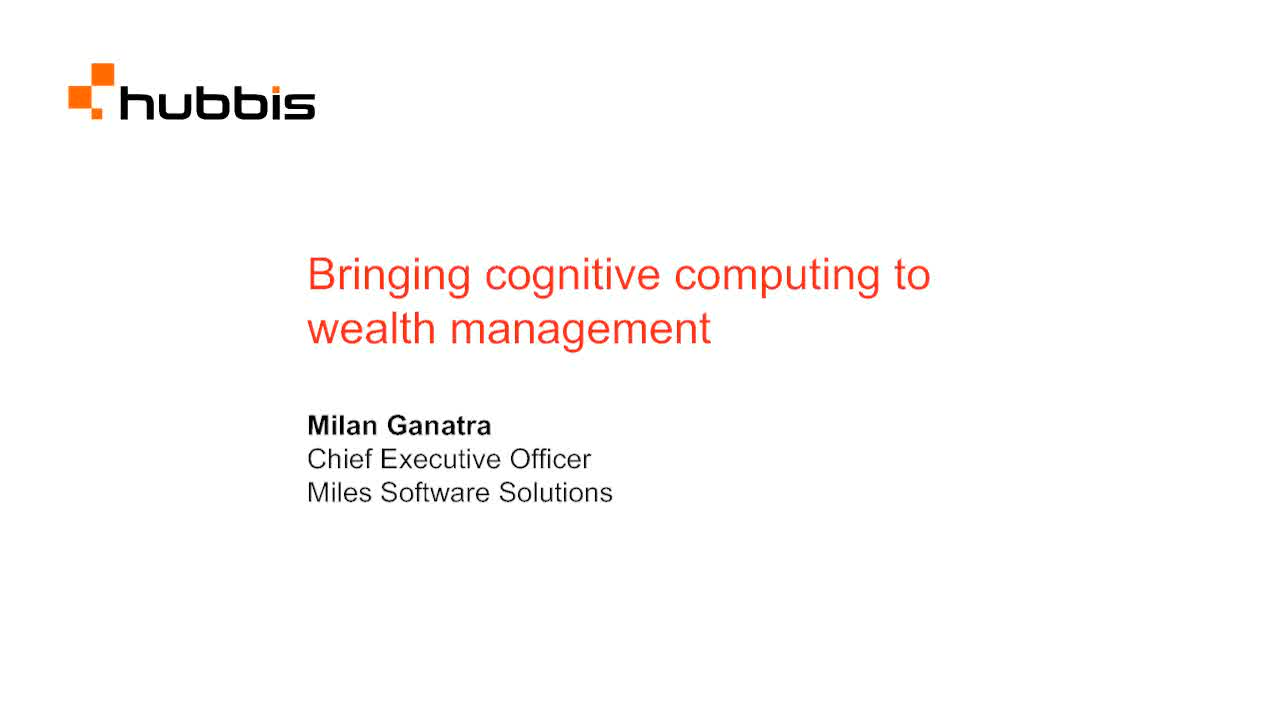 hubbis
Bringing cognitive computing to
wealth management
Milan Ganatra
Chief Executive Officer
Miles Software Solutions